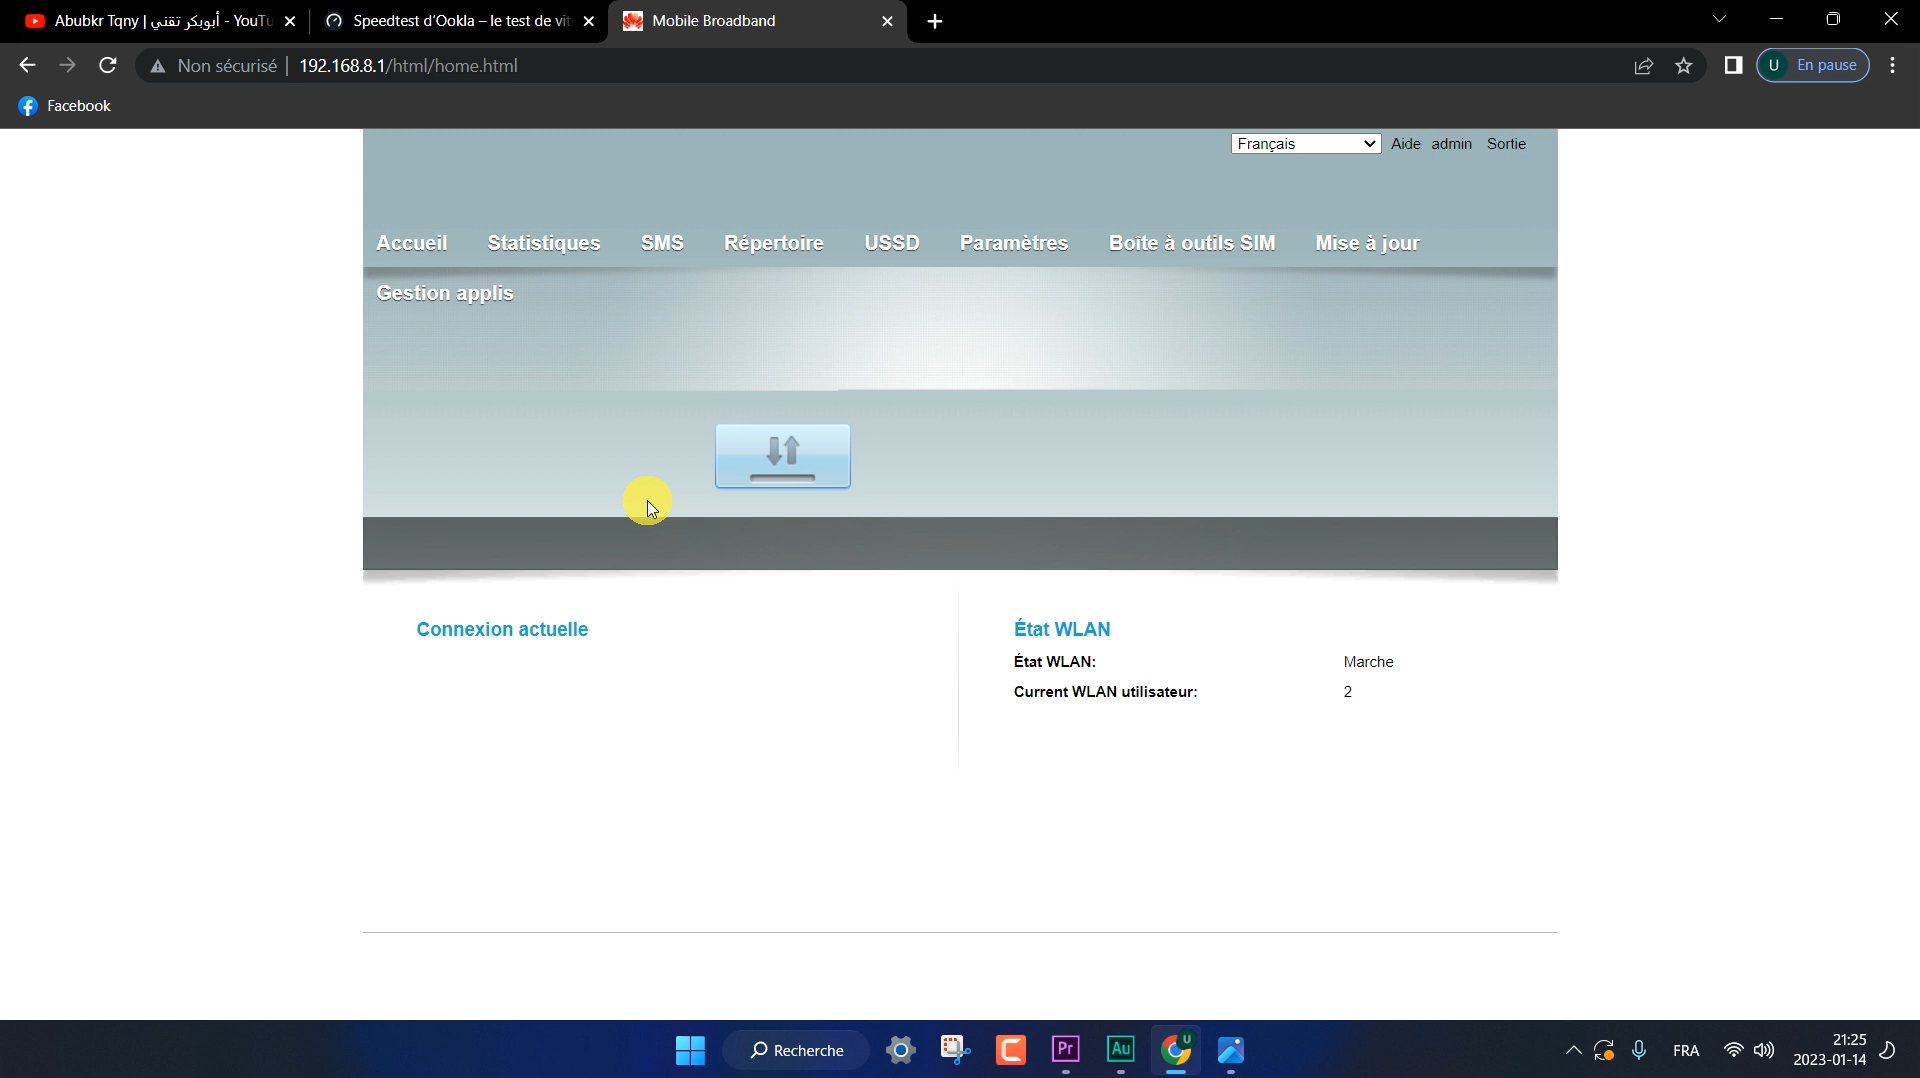 Abubkr Tqny | أبوبكر تقني - YouTu
Speedtest d'Ookla – le test de vit
Mobile Broadband
Non sécurisé
192.168.8.1/html/home.html
U En pause
Facebook
Français Aide admin Sortie
Accueil Statistiques SMS Répertoire USSD Paramètres Boîte à outils SIM Mise à jour
Gestion applis
Connexion actuelle
État WLAN
État WLAN: Marche
Current WLAN utilisateur: 2
Recherche
Pr
Au
U
FRA
21:25
2023-01-14